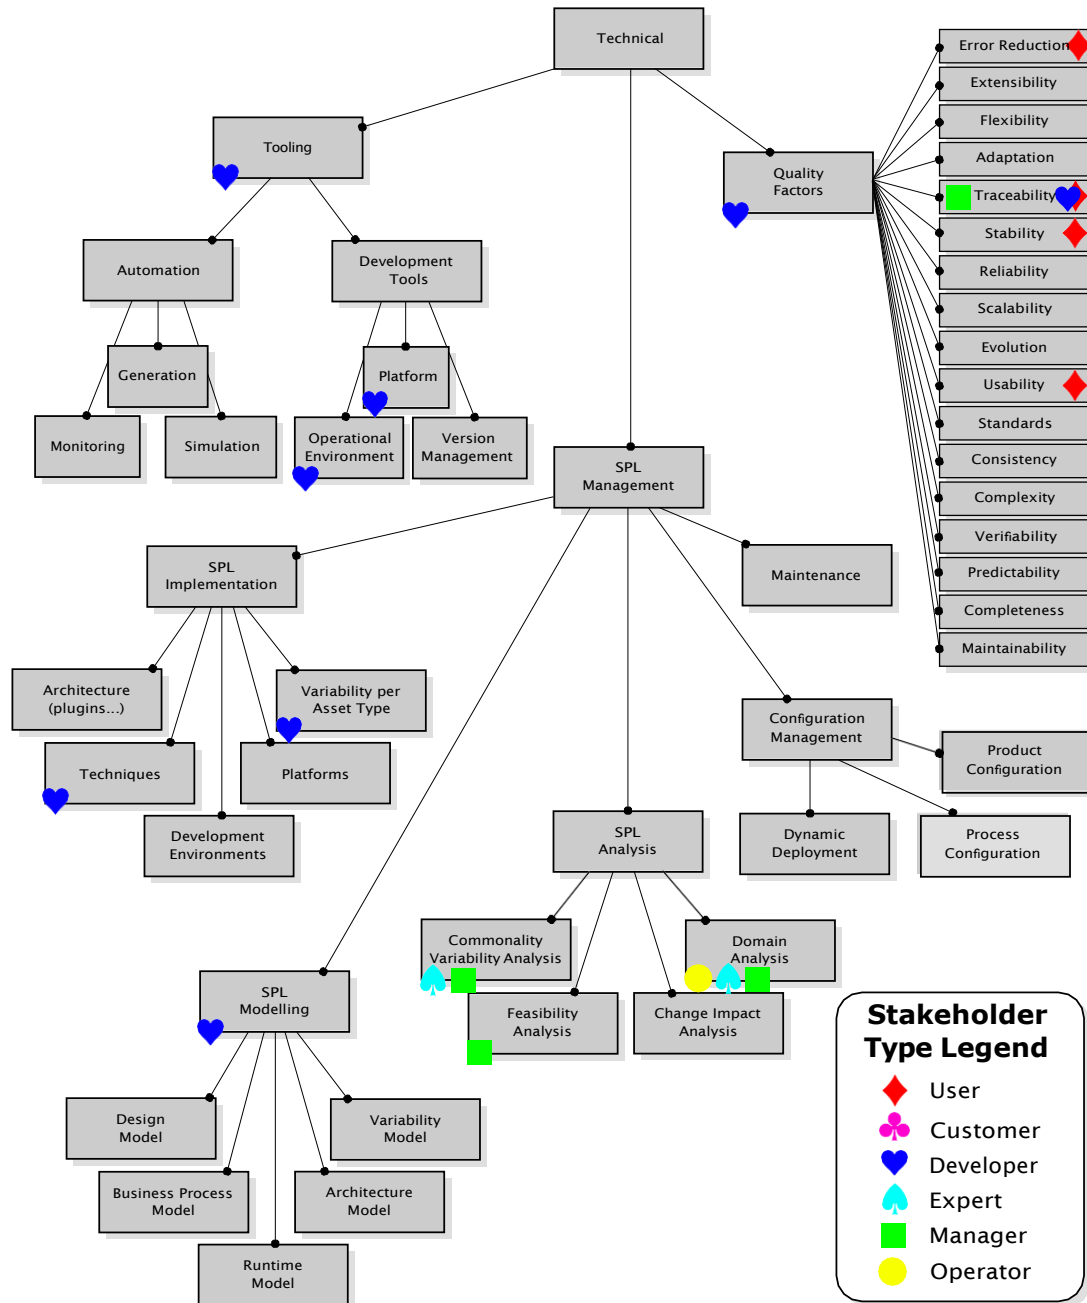 Technical
Error Reduction
Extensibility
Flexibility
Adaptation
Traceability
Stability
Reliability
Scalability
Evolution
Usability
Standards
Consistency
Complexity
Verifiability
Predictability
Completeness
Maintainability
Tooling
Quality
Factors
Automation
Development
Tools
Generation
Platform
Monitoring
Simulation
Operational
Environment
Version
Management
SPL
Management
SPL
Implementation
Maintenance
Architecture
(plugins...)
Variability per
Asset Type
Techniques
Platforms
Development
Environments
Configuration
Management
Product
Configuration
SPL
Analysis
Dynamic
Deployment
Process
Configuration
Commonality
Variability Analysis
Domain
Analysis
Feasibility
Analysis
Change Impact
Analysis
SPL
Modelling
Design
Model
Variability
Model
Business Process
Model
Architecture
Model
Runtime
Model
Stakeholder
Type Legend
User
Customer
Developer
Expert
Manager
Operator